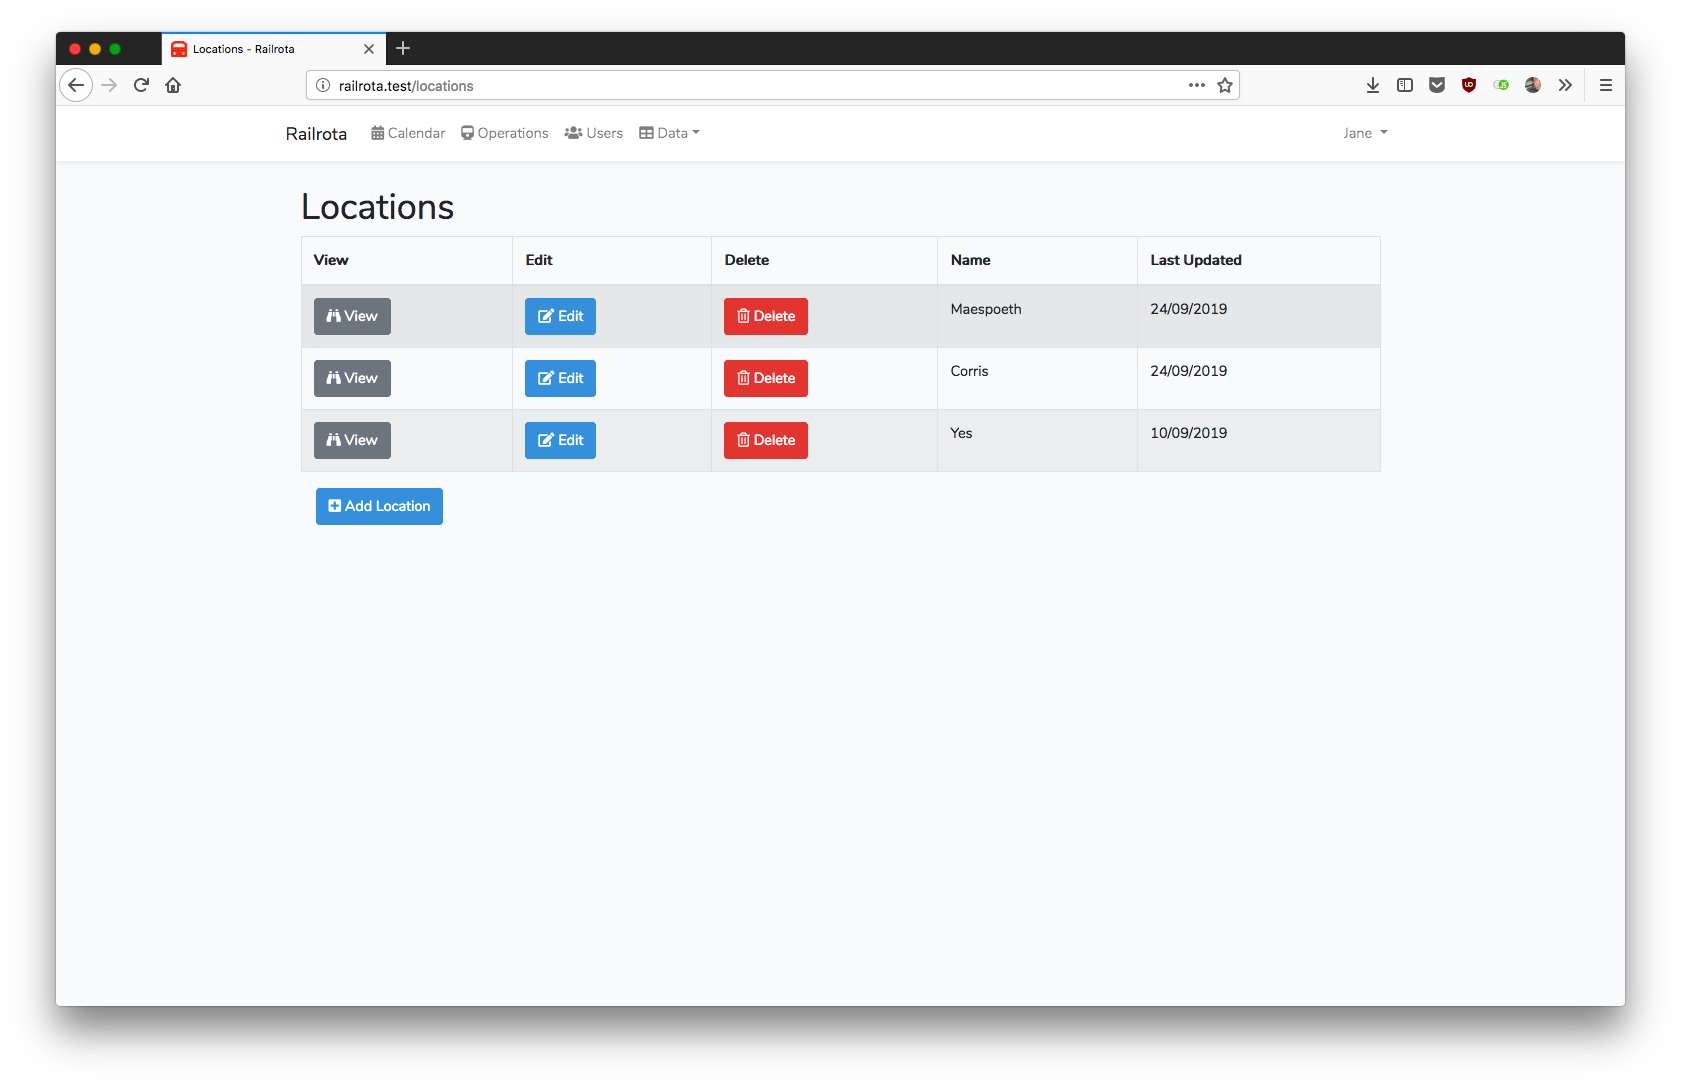 Locations - Railrota
railrota.test/locations
Railrota Calendar Operations Users Data Jane
Locations
View Edit Delete Name Last Updated
View Edit Delete Maespoeth 24/09/2019
View Edit Delete Corris 24/09/2019
View Edit Delete Yes 10/09/2019
Add Location